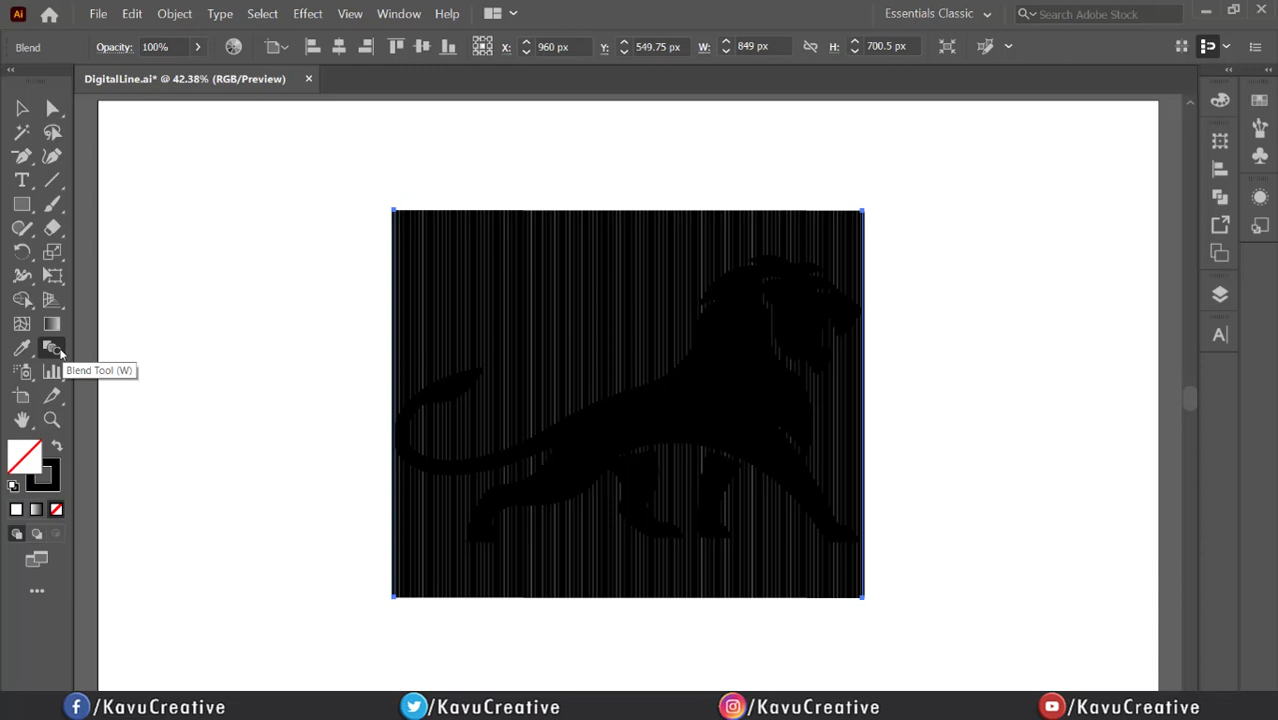 Ai File Edit Object Type Select Effect View Window Help Essentials Classic Search Adobe Stock
Blend Opacity: 100% X: 960 px Y: 549.75 px W: 849 px H: 700.5 px
DigitalLine.ai* @ 42.38% (RGB/Preview) ×
T
Blend Tool (W)
A
/KavuCreative /KavuCreative /KavuCreative /KavuCreative